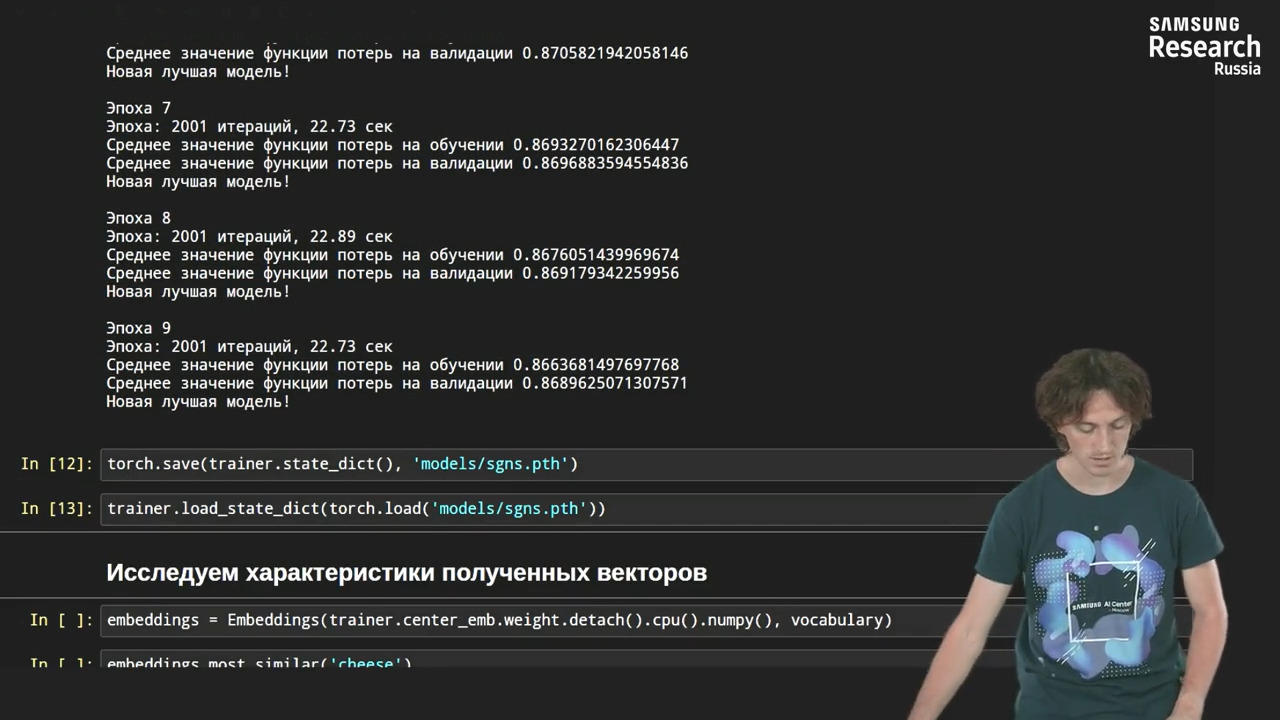 SAMSUNG
Research
Russia
Среднее значение функции потерь на валидации 0.8705821942058146
Новая лучшая модель!
Эпоха 7
Эпоха: 2001 итераций, 22.73 сек
Среднее значение функции потерь на обучении 0.8693270162306447
Среднее значение функции потерь на валидации 0.8696883594554836
Новая лучшая модель!
Эпоха 8
Эпоха: 2001 итераций, 22.89 сек
Среднее значение функции потерь на обучении 0.8676051439969674
Среднее значение функции потерь на валидации 0.869179342259956
Новая лучшая модель!
Эпоха 9
Эпоха: 2001 итераций, 22.73 сек
Среднее значение функции потерь на обучении 0.8663681497697768
Среднее значение функции потерь на валидации 0.8689625071307571
Новая лучшая модель!
In [12]: torch.save(trainer.state_dict(), 'models/sgns.pth')
In [13]: trainer.load_state_dict(torch.load('models/sgns.pth'))
Исследуем характеристики полученных векторов
In [ ]: embeddings = Embeddings(trainer.center_emb.weight.detach().cpu().numpy(), vocabulary)
In [ ]: embeddings.most_similar('cheese')
SAMSUNG AI Center